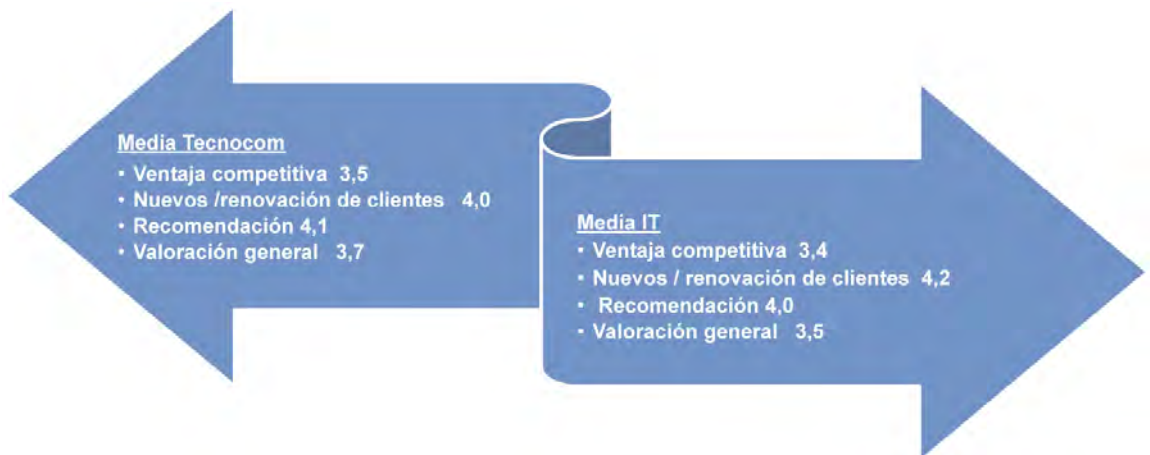 Media Tecnocom
• Ventaja competitiva 3,5
• Nuevos /renovación de clientes 4,0
• Recomendación 4,1
• Valoración general 3,7
Media IT
• Ventaja competitiva 3,4
• Nuevos / renovación de clientes 4,2
• Recomendación 4,0
• Valoración general 3,5